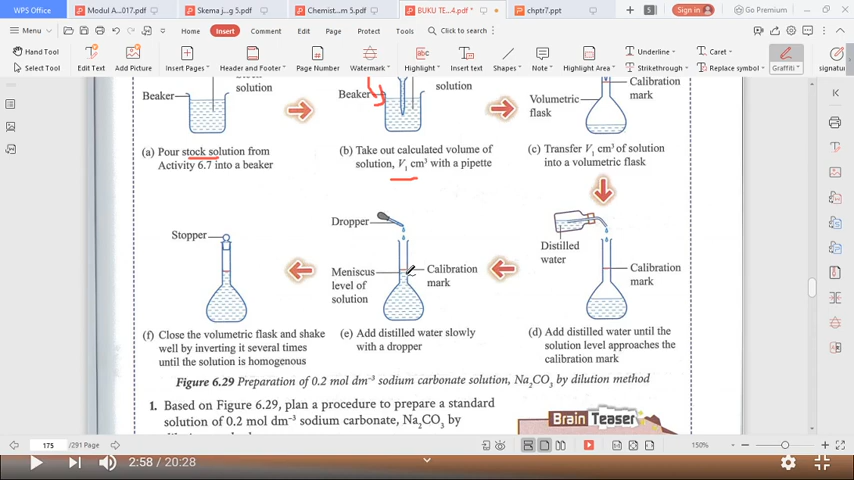 WPS Office
Modul A...017.pdf
Skema j...g 5.pdf
Chemist...m 5.pdf
BUKU TE...4.pdf *
chptr7.ppt
5
Sign in
Go Premium
Menu
Home
Insert
Edit
Page
Protect
Tools
Click to search
Hand Tool
Select Tool
Edit Text
Add Picture
Insert Pages
Header and Footer
Page Number
Watermark
Highlight
Insert Text
Shapes
Note
Highlight Area
Underline
Strikethrough
Caret
Replace symbol
Graffiti
signatu
solution
Beaker
solution
Beaker
Calibration
mark
Volumetric
flask
(a) Pour stock solution from
Activity 6.7 into a beaker
(b) Take out calculated volume of
solution, V₁ cm³ with a pipette
(c) Transfer V₁ cm³ of solution
into a volumetric flask
Stopper
Dropper
Meniscus
level of
solution
Calibration
mark
Distilled
water
Calibration
mark
(f) Close the volumetric flask and shake
well by inverting it several times
until the solution is homogenous
(e) Add distilled water slowly
with a dropper
(d) Add distilled water until the
solution level approaches the
calibration mark
Figure 6.29 Preparation of 0.2 mol dm⁻³ sodium carbonate solution, Na₂CO₃ by dilution method
1. Based on Figure 6.29, plan a procedure to prepare a standard
solution of 0.2 mol dm⁻³ sodium carbonate, Na₂CO₃ by
Brain Teaser
175 /291 Page
150%
2:58 / 20:28